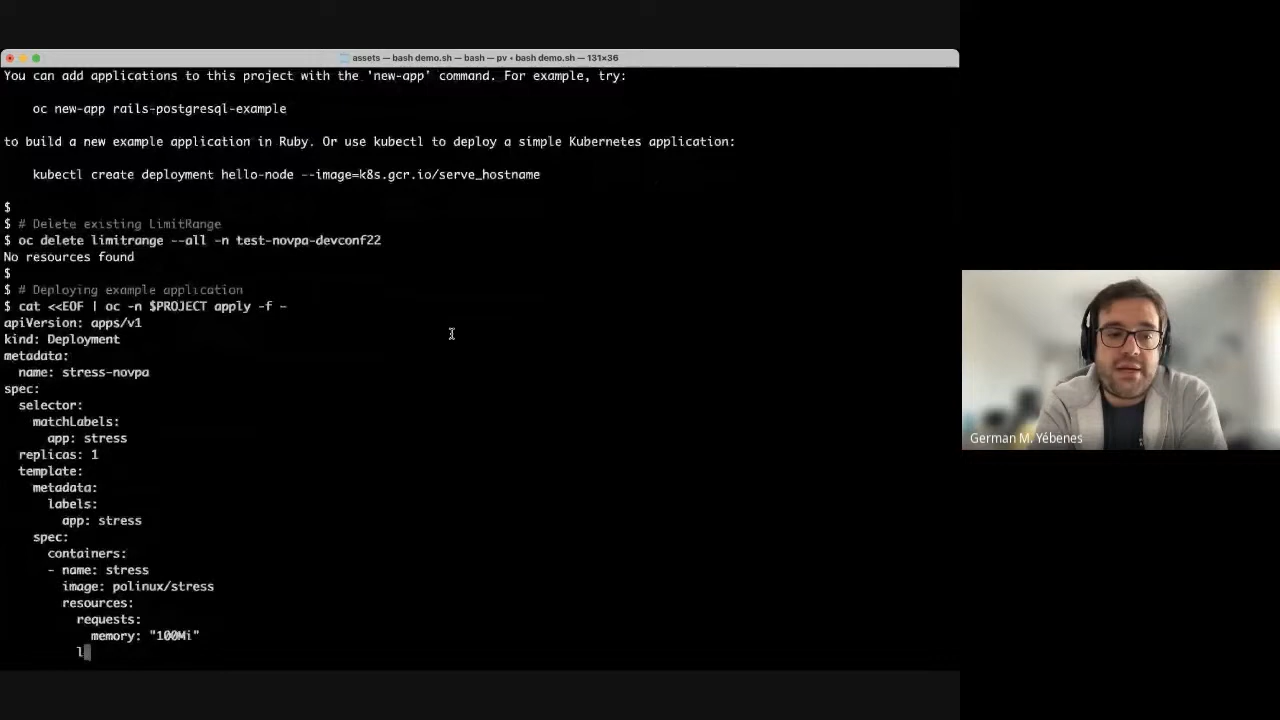 assets — bash demo.sh — bash — pv • bash demo.sh — 131×36
You can add applications to this project with the 'new-app' command. For example, try:
oc new-app rails-postgresql-example
to build a new example application in Ruby. Or use kubectl to deploy a simple Kubernetes application:
kubectl create deployment hello-node --image=k8s.gcr.io/serve_hostname
$
$ # Delete existing LimitRange
$ oc delete limitrange --all -n test-novpa-devconf22
No resources found
$
$ # Deploying example application
$ cat <<EOF | oc -n $PROJECT apply -f -
apiVersion: apps/v1
kind: Deployment
metadata:
name: stress-novpa
spec:
selector:
matchLabels:
app: stress
replicas: 1
template:
metadata:
labels:
app: stress
spec:
containers:
- name: stress
image: polinux/stress
resources:
requests:
memory: "100Mi"
l
German M. Yébenes